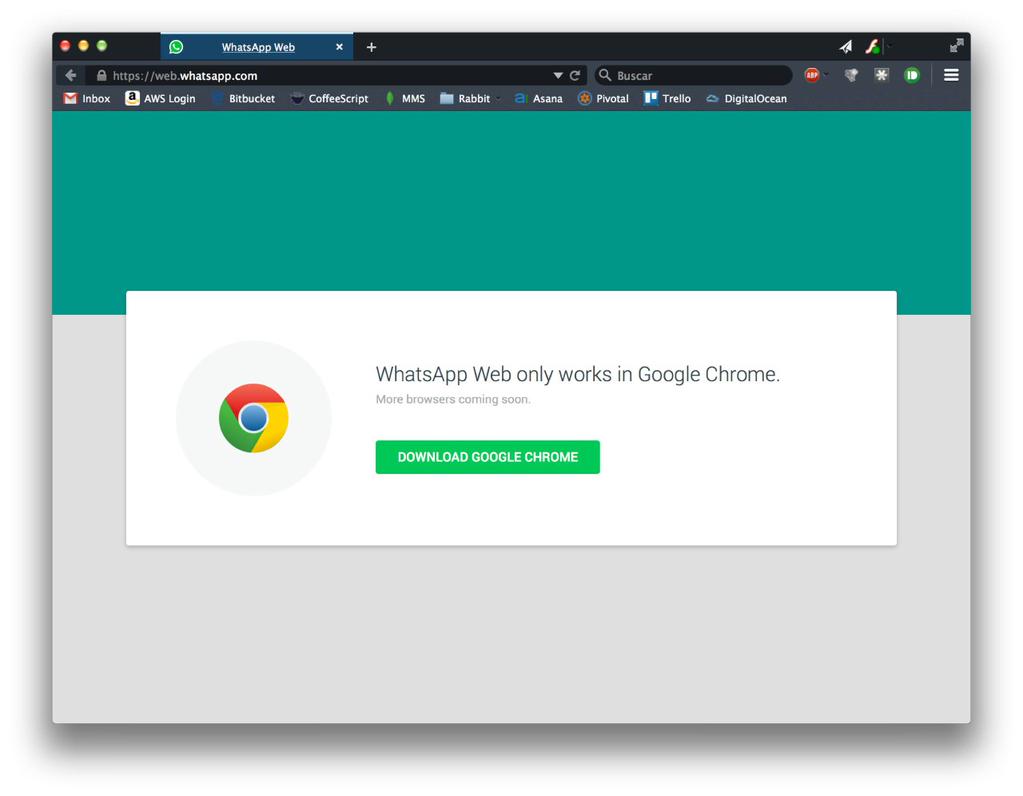 WhatsApp Web
https://web.whatsapp.com
Buscar
ABP
Inbox
AWS Login
Bitbucket
CoffeeScript
MMS
Rabbit
Asana
Pivotal
Trello
DigitalOcean
WhatsApp Web only works in Google Chrome.
More browsers coming soon.
DOWNLOAD GOOGLE CHROME